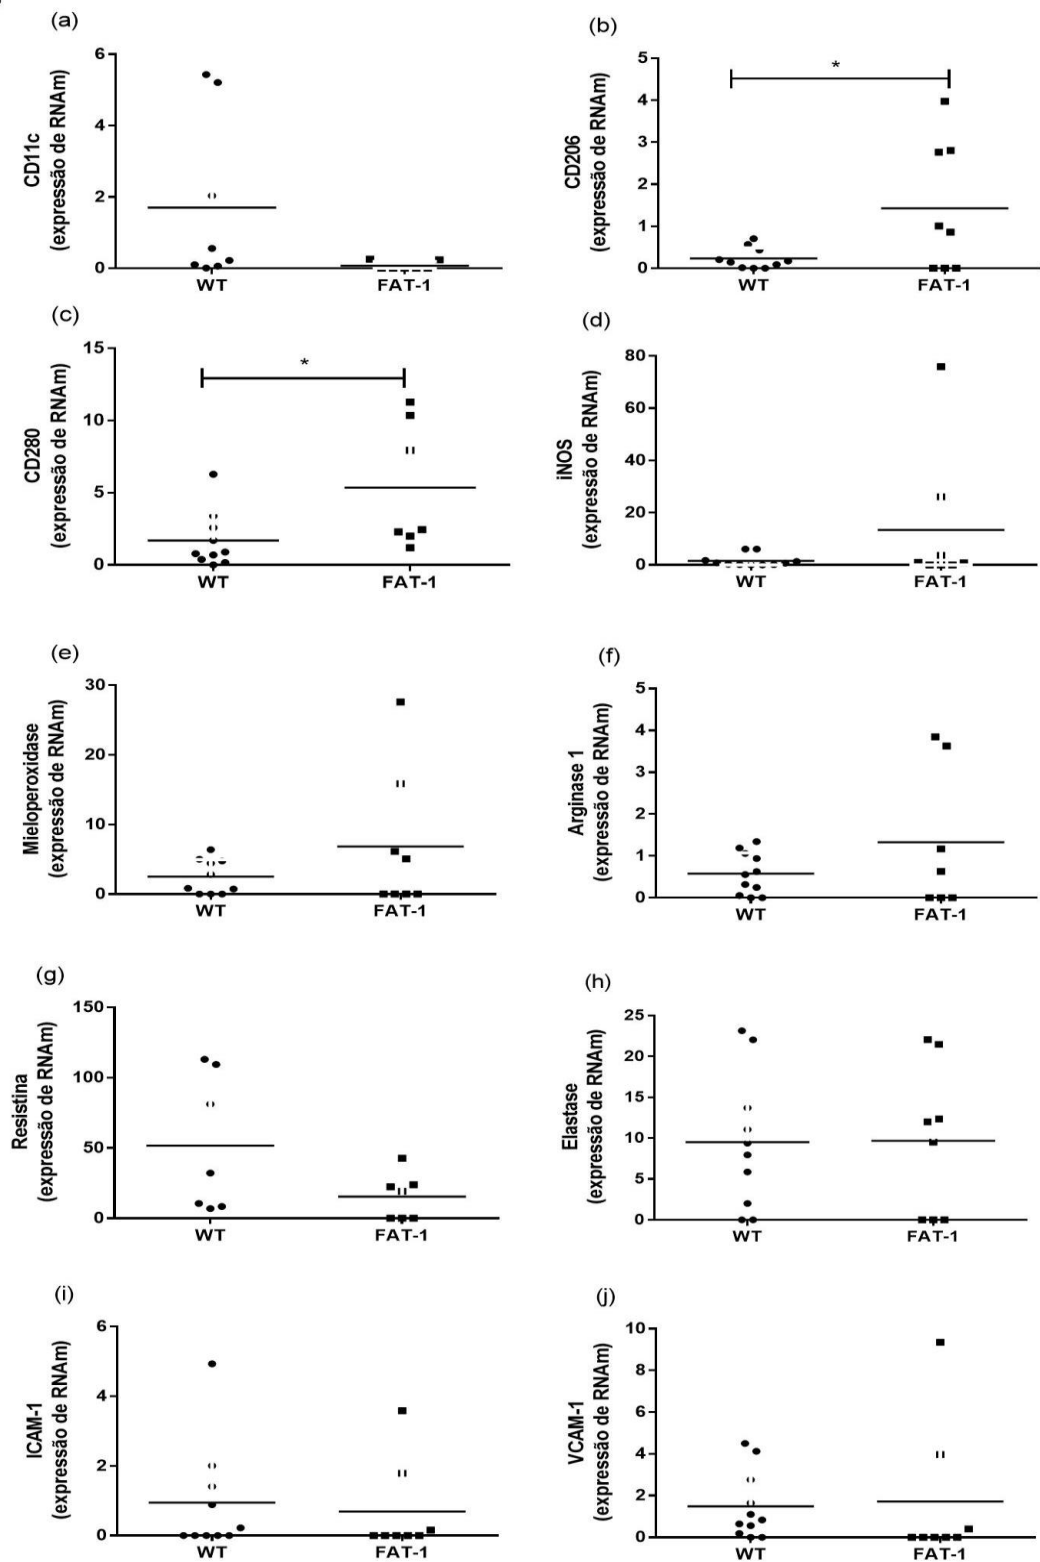 (a)
CD11c
(expressão de RNAm)
6
4
2
0
WT
FAT-1
(b)
CD206
(expressão de RNAm)
5
4
3
2
1
0
*
WT
FAT-1
(c)
CD280
(expressão de RNAm)
15
10
5
0
*
WT
FAT-1
(d)
iNOS
(expressão de RNAm)
80
60
40
20
0
WT
FAT-1
(e)
Mieloperoxidase
(expressão de RNAm)
30
20
10
0
WT
FAT-1
(f)
Arginase 1
(expressão de RNAm)
5
4
3
2
1
0
WT
FAT-1
(g)
Resistina
(expressão de RNAm)
150
100
50
0
WT
FAT-1
(h)
Elastase
(expressão de RNAm)
25
20
15
10
5
0
WT
FAT-1
(i)
ICAM-1
(expressão de RNAm)
6
4
2
0
WT
FAT-1
(j)
VCAM-1
(expressão de RNAm)
10
8
6
4
2
0
WT
FAT-1